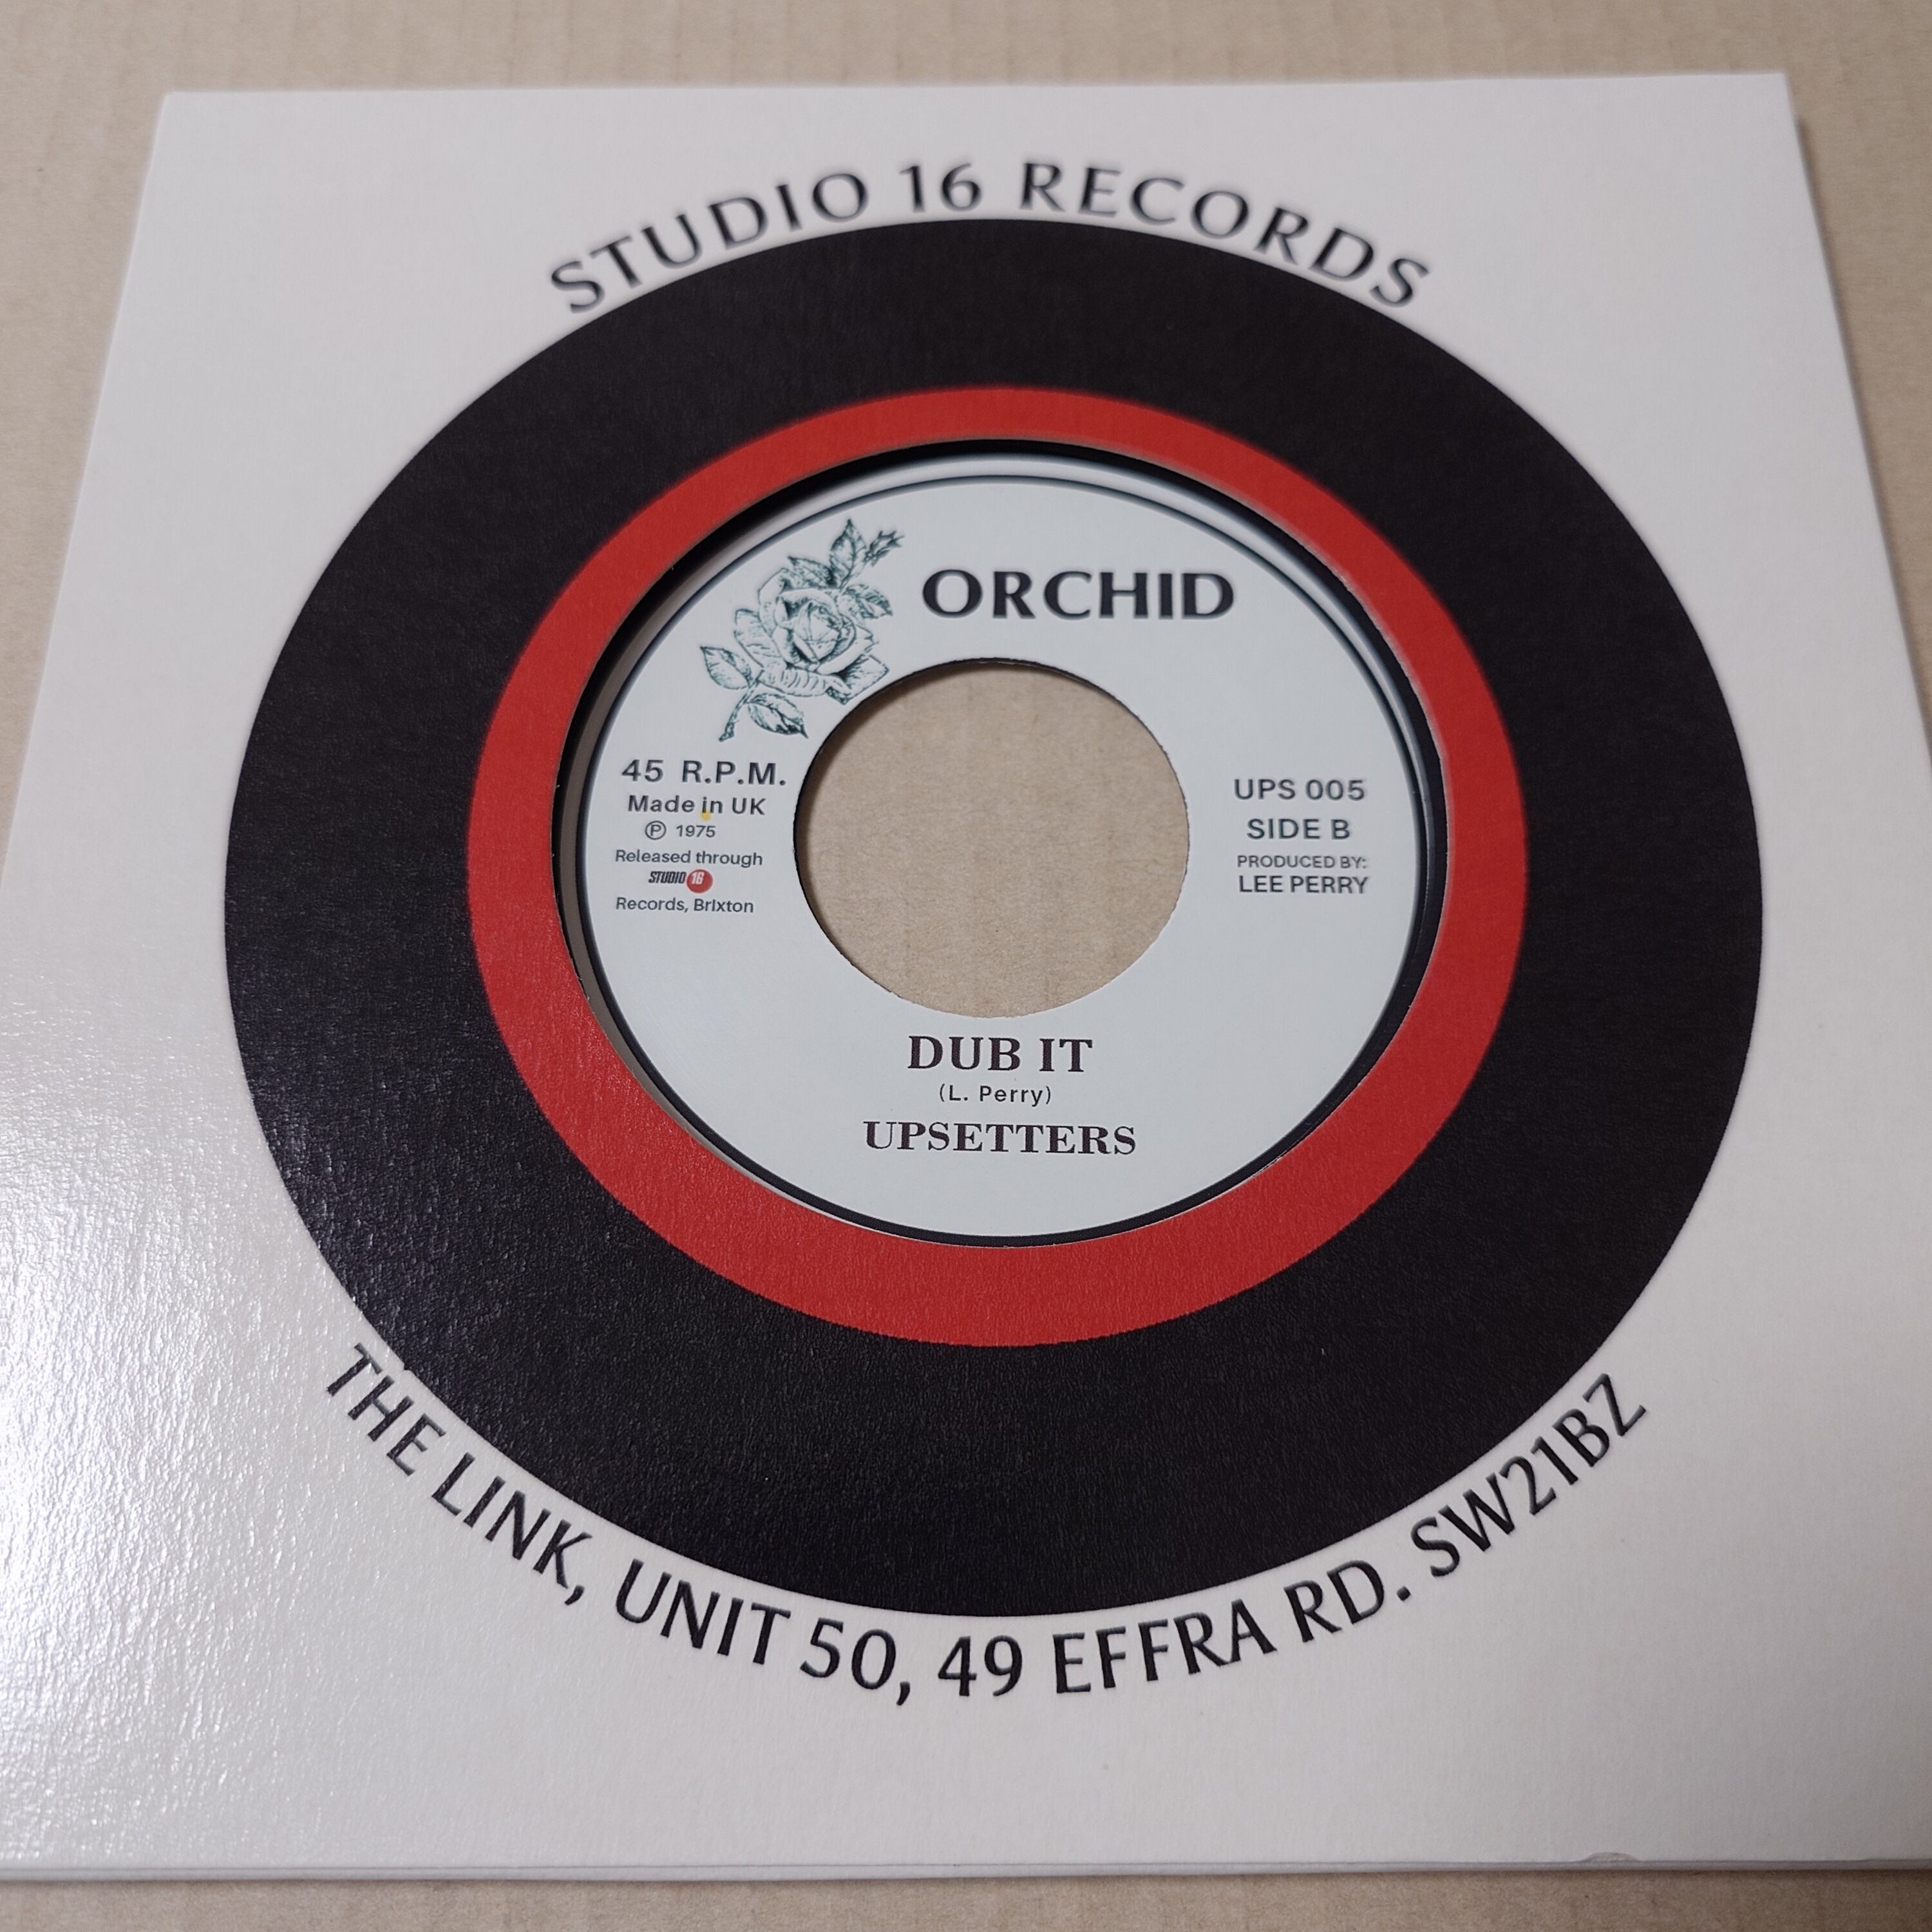 STUDIO 16 RECORDS
ORCHID
45 R.P.M.
Made in UK
Ⓟ 1975
Released through
STUDIO 16
Records, Brixton
UPS 005
SIDE B
PRODUCED BY:
LEE PERRY
DUB IT
(L. Perry)
UPSETTERS
THE LINK, UNIT 50, 49 EFFRA RD. SW21BZ